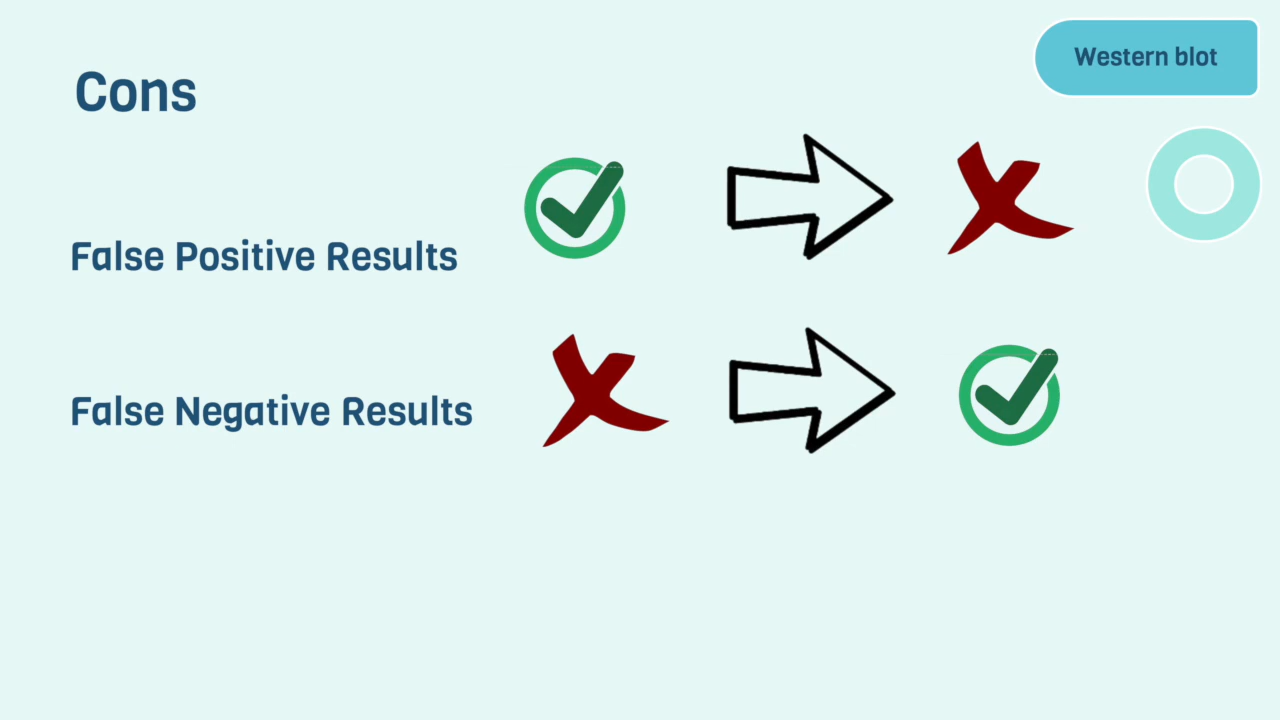 Western blot
Cons
False Positive Results
False Negative Results